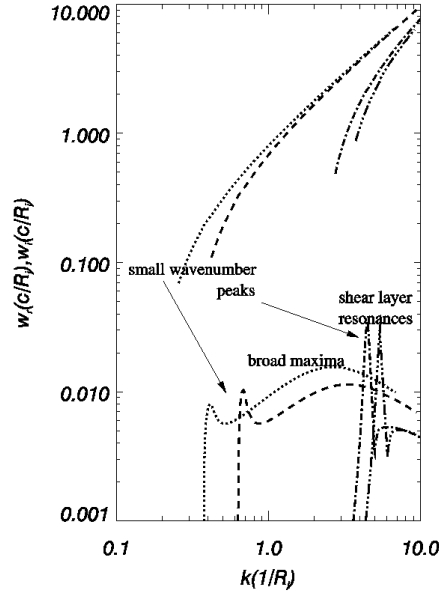 10.000
1.000
0.100
0.010
0.001
w_r(c/R_j),w_i(c/R_j)
small wavenumber
peaks
shear layer
resonances
broad maxima
0.1
1.0
10.0
k(1/R_j)